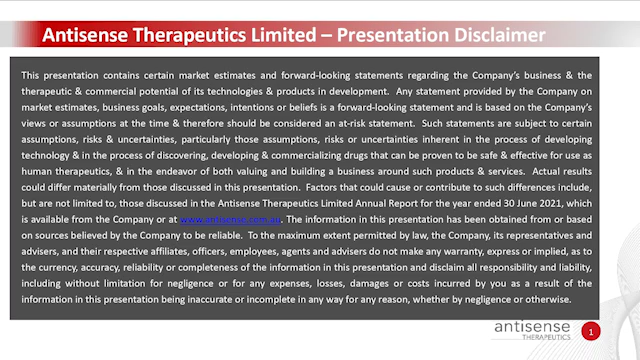 Antisense Therapeutics Limited – Presentation Disclaimer
This presentation contains certain market estimates and forward-looking statements regarding the Company's business & the
therapeutic & commercial potential of its technologies & products in development. Any statement provided by the Company on
market estimates, business goals, expectations, intentions or beliefs is a forward-looking statement and is based on the Company's
views or assumptions at the time & therefore should be considered an at-risk statement. Such statements are subject to certain
assumptions, risks & uncertainties, particularly those assumptions, risks or uncertainties inherent in the process of developing
technology & in the process of discovering, developing & commercializing drugs that can be proven to be safe & effective for use as
human therapeutics, & in the endeavor of both valuing and building a business around such products & services. Actual results
could differ materially from those discussed in this presentation. Factors that could cause or contribute to such differences include,
but are not limited to, those discussed in the Antisense Therapeutics Limited Annual Report for the year ended 30 June 2021, which
is available from the Company or at www.antisense.com.au. The information in this presentation has been obtained from or based
on sources believed by the Company to be reliable. To the maximum extent permitted by law, the Company, its representatives and
advisers, and their respective affiliates, officers, employees, agents and advisers do not make any warranty, express or implied, as to
the currency, accuracy, reliability or completeness of the information in this presentation and disclaim all responsibility and liability,
including without limitation for negligence or for any expenses, losses, damages or costs incurred by you as a result of the
information in this presentation being inaccurate or incomplete in any way for any reason, whether by negligence or otherwise.
antisense
THERAPEUTICS
1